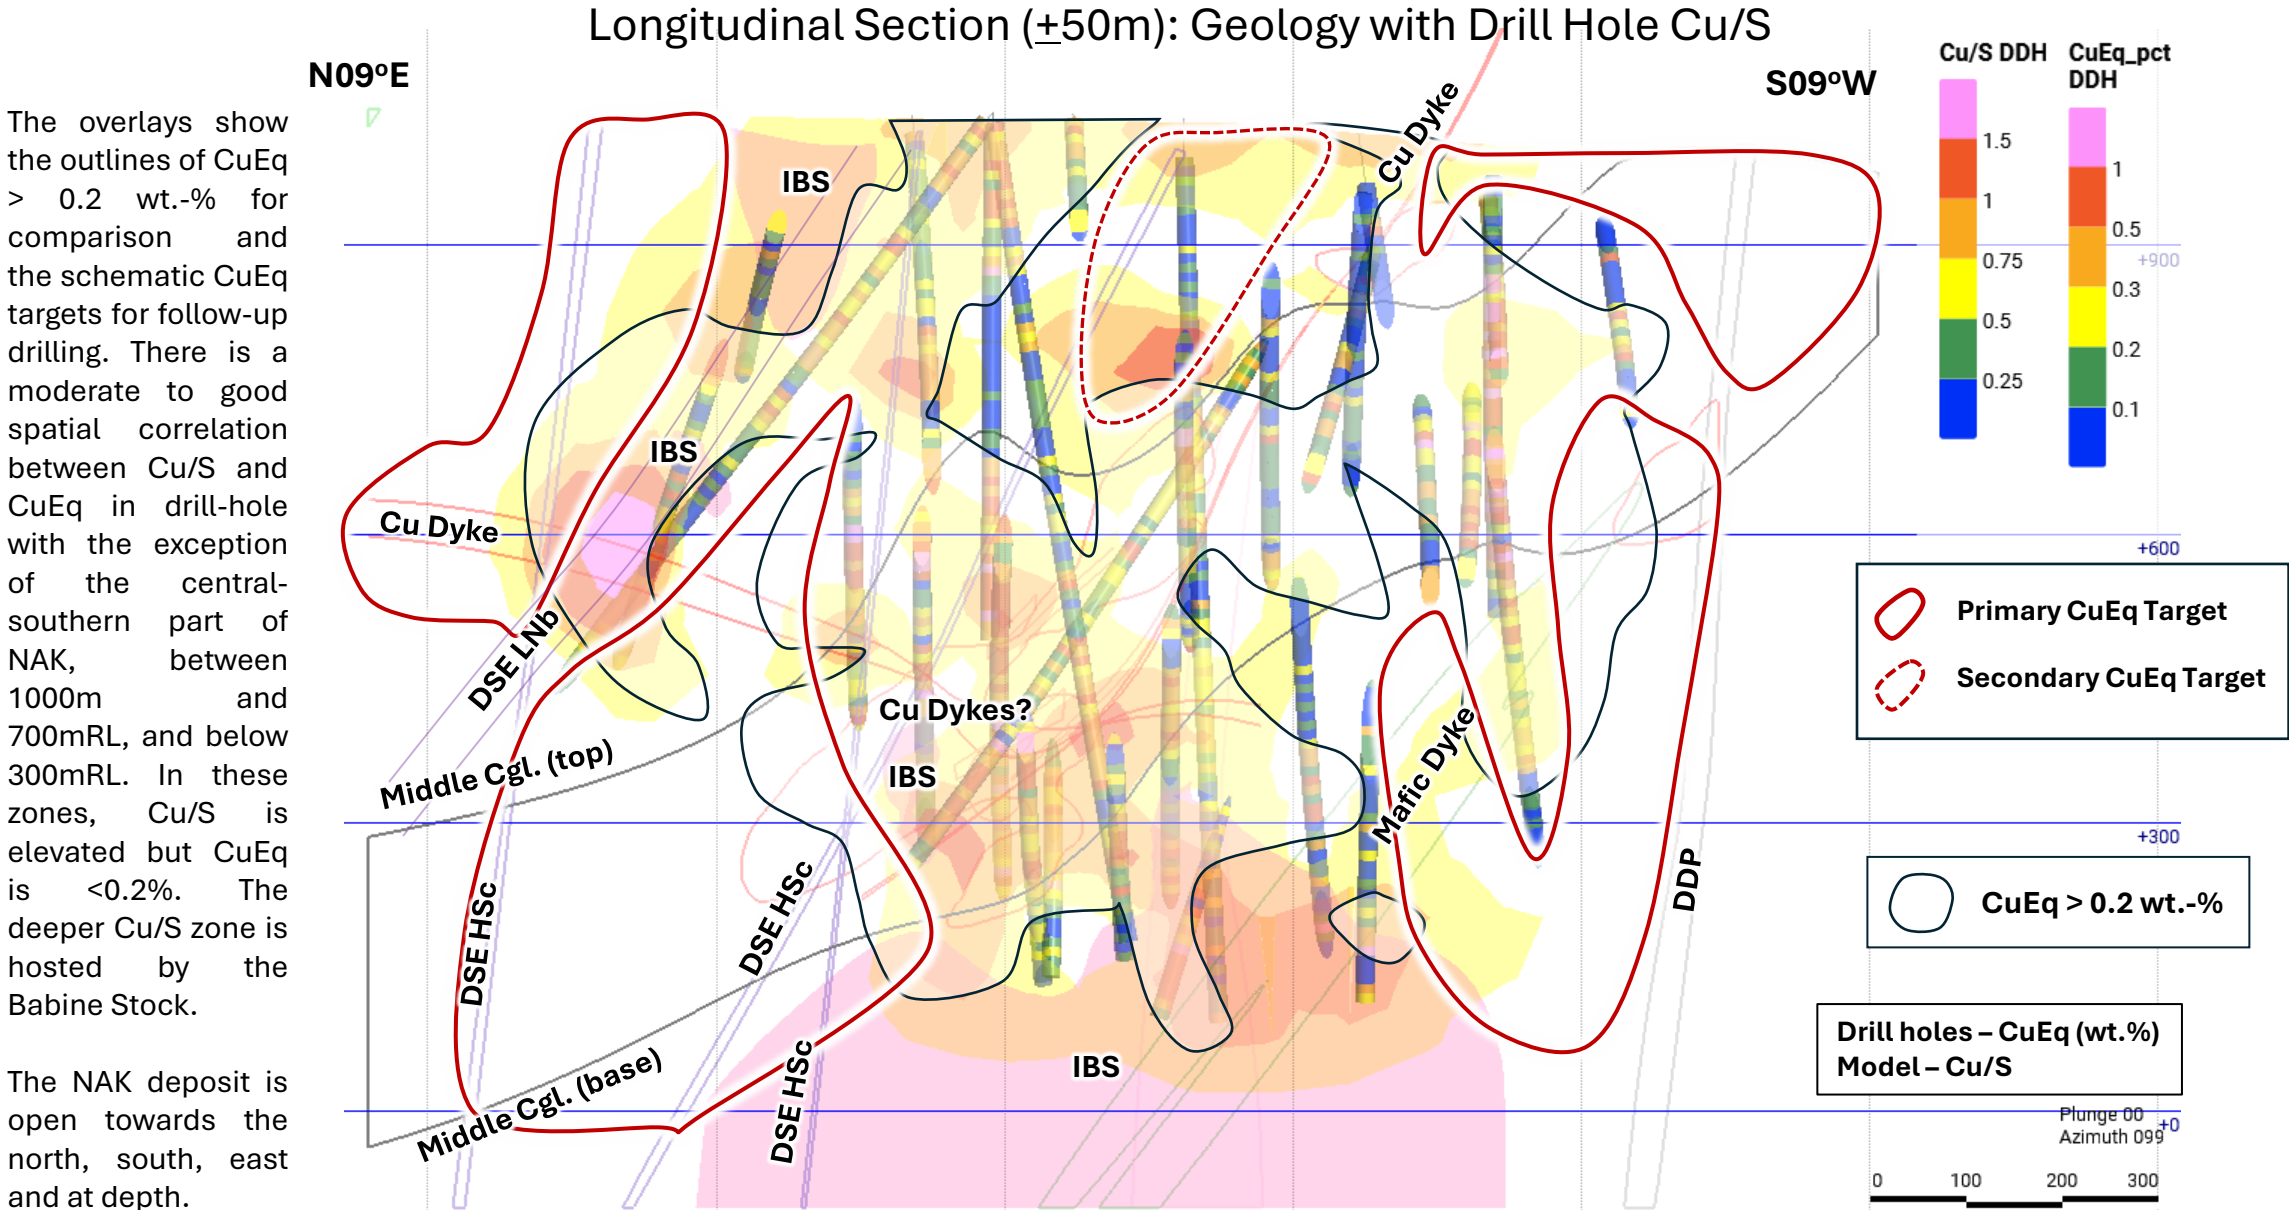 Longitudinal Section (±50m): Geology with Drill Hole Cu/S
N09ºE
S09ºW
The overlays show
the outlines of CuEq
> 0.2 wt.-% for
comparison and
the schematic CuEq
targets for follow-up
drilling. There is a
moderate to good
spatial correlation
between Cu/S and
CuEq in drill-hole
with the exception
of the central-
southern part of
NAK, between
1000m and
700mRL, and below
300mRL. In these
zones, Cu/S is
elevated but CuEq
is <0.2%. The
deeper Cu/S zone is
hosted by the
Babine Stock.
The NAK deposit is
open towards the
north, south, east
and at depth.
IBS
Cu Dyke
IBS
Cu Dyke
DSE LNb
Cu Dykes?
Middle Cgl. (top)
IBS
Mafic Dyke
DSE HSc
DSE HSc
DDP
Middle Cgl. (base)
DSE HSc
IBS
Cu/S DDH
1.5
1
0.75
0.5
0.25
CuEq_pct
DDH
1
0.5
0.3
0.2
0.1
+900
+600
+300
+0
Primary CuEq Target
Secondary CuEq Target
CuEq > 0.2 wt.-%
Drill holes – CuEq (wt.%)
Model – Cu/S
Plunge 00
Azimuth 099
0 100 200 300